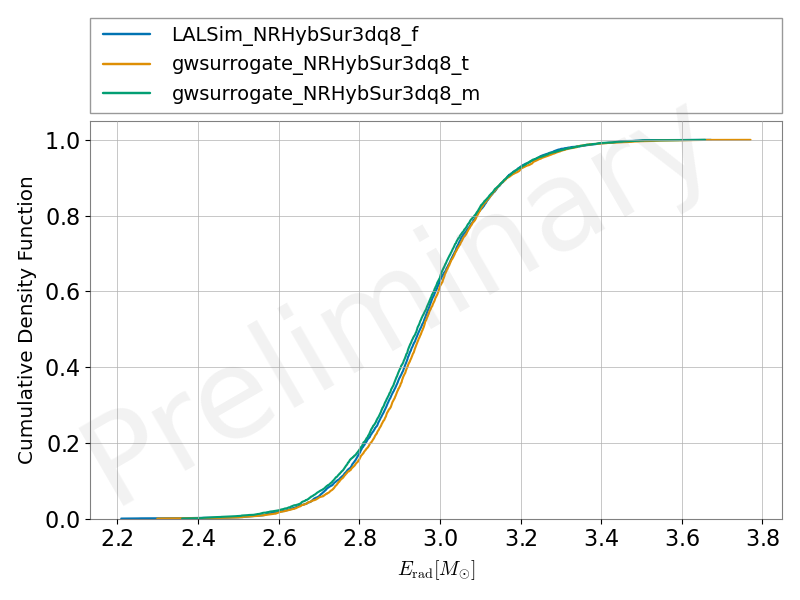 LALSim_NRHybSur3dq8_f
gwsurrogate_NRHybSur3dq8_t
gwsurrogate_NRHybSur3dq8_m
Preliminary
Cumulative Density Function
1.0
0.8
0.6
0.4
0.2
0.0
2.2 2.4 2.6 2.8 3.0 3.2 3.4 3.6 3.8
E_rad[M_⊙]